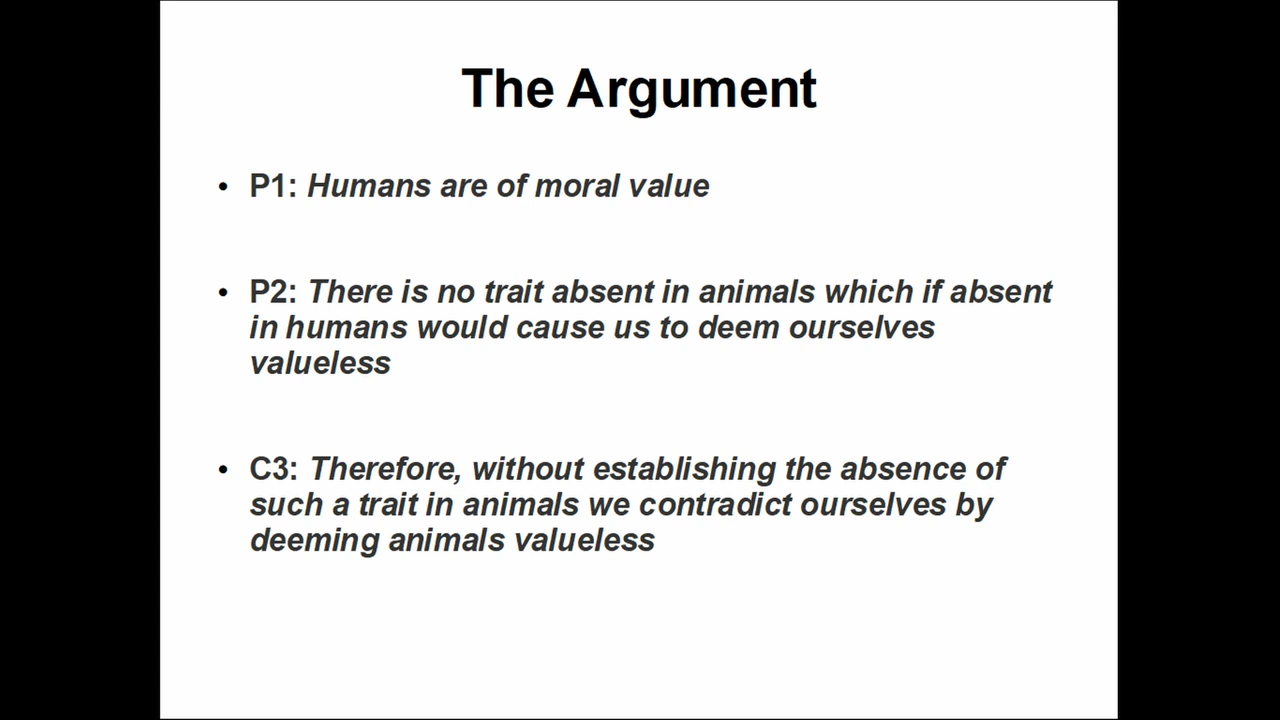 The Argument
• P1: Humans are of moral value
• P2: There is no trait absent in animals which if absent
in humans would cause us to deem ourselves
valueless
• C3: Therefore, without establishing the absence of
such a trait in animals we contradict ourselves by
deeming animals valueless